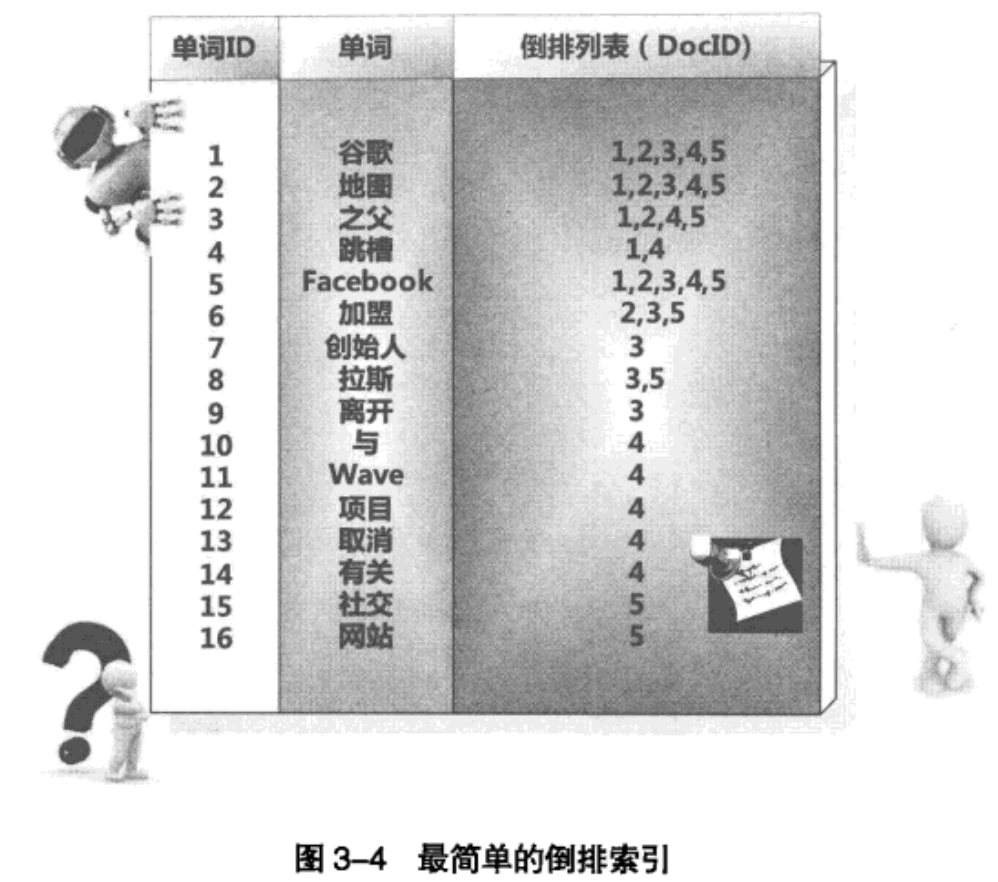 单词ID 单词 倒排列表（DocID)
1 谷歌 1,2,3,4,5
2 地图 1,2,3,4,5
3 之父 1,2,4,5
4 跳槽 1,4
5 Facebook 1,2,3,4,5
6 加盟 2,3,5
7 创始人 3
8 拉斯 3,5
9 离开 3
10 与 4
11 Wave 4
12 项目 4
13 取消 4
14 有关 4
15 社交 5
16 网站 5
图 3–4 最简单的倒排索引